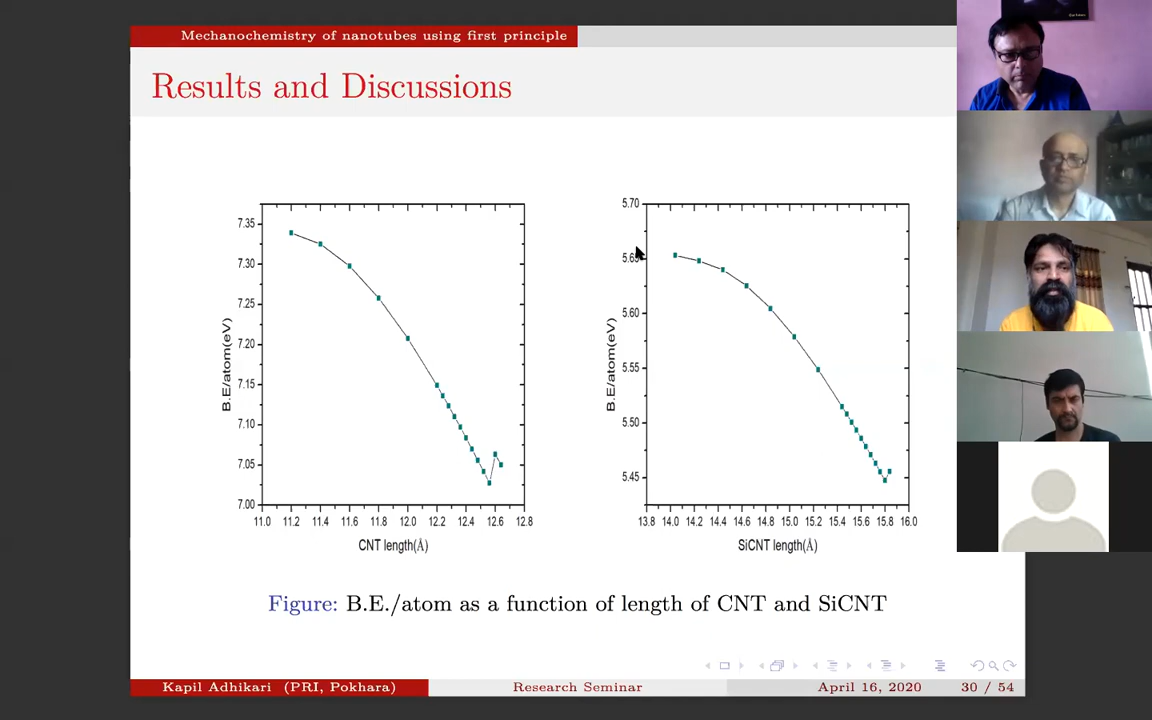 Mechanochemistry of nanotubes using first principle
Results and Discussions
7.35
7.30
7.25
7.20
7.15
7.10
7.05
7.00
B.E/atom(eV)
11.0 11.2 11.4 11.6 11.8 12.0 12.2 12.4 12.6 12.8
CNT length(Å)
5.70
5.65
5.60
5.55
5.50
5.45
B.E/atom(eV)
13.8 14.0 14.2 14.4 14.6 14.8 15.0 15.2 15.4 15.6 15.8 16.0
SiCNT length(Å)
Figure: B.E./atom as a function of length of CNT and SiCNT
Kapil Adhikari (PRI, Pokhara) Research Seminar April 16, 2020 30 / 54